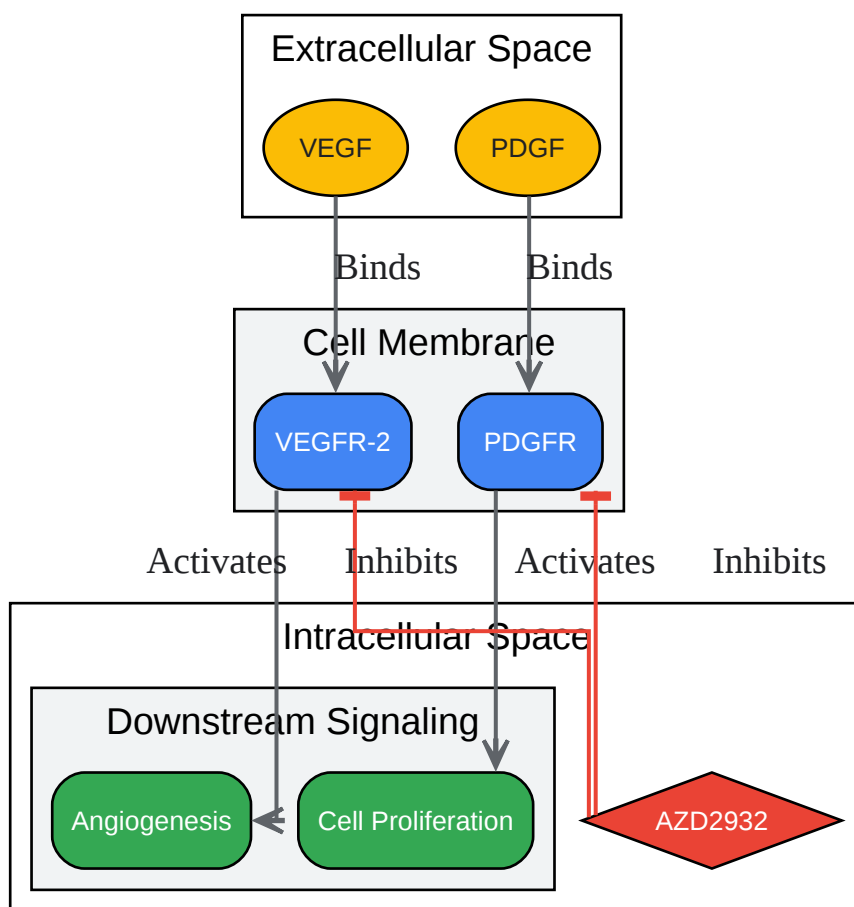 Extracellular Space
VEGF PDGF
Binds Binds
Cell Membrane
VEGFR-2 PDGFR
Activates Inhibits Activates Inhibits
Intracellular Space
Downstream Signaling
Angiogenesis Cell Proliferation AZD2932